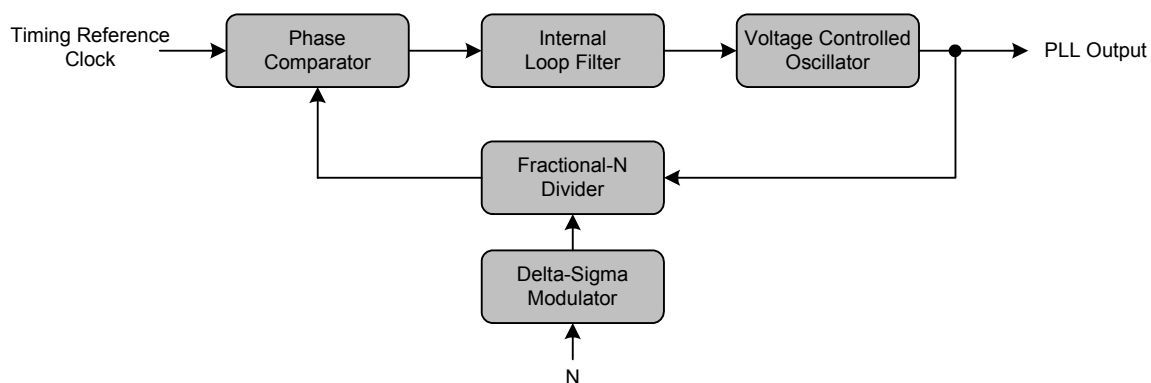 Timing Reference
Clock
Phase
Comparator
Internal
Loop Filter
Voltage Controlled
Oscillator
PLL Output
Fractional-N
Divider
Delta-Sigma
Modulator
N